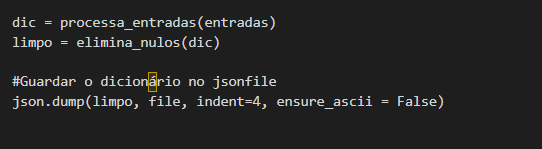 dic = processa_entradas(entradas)
limpo = elimina_nulos(dic)
#Guardar o dicionário no jsonfile
json.dump(limpo, file, indent=4, ensure_ascii = False)